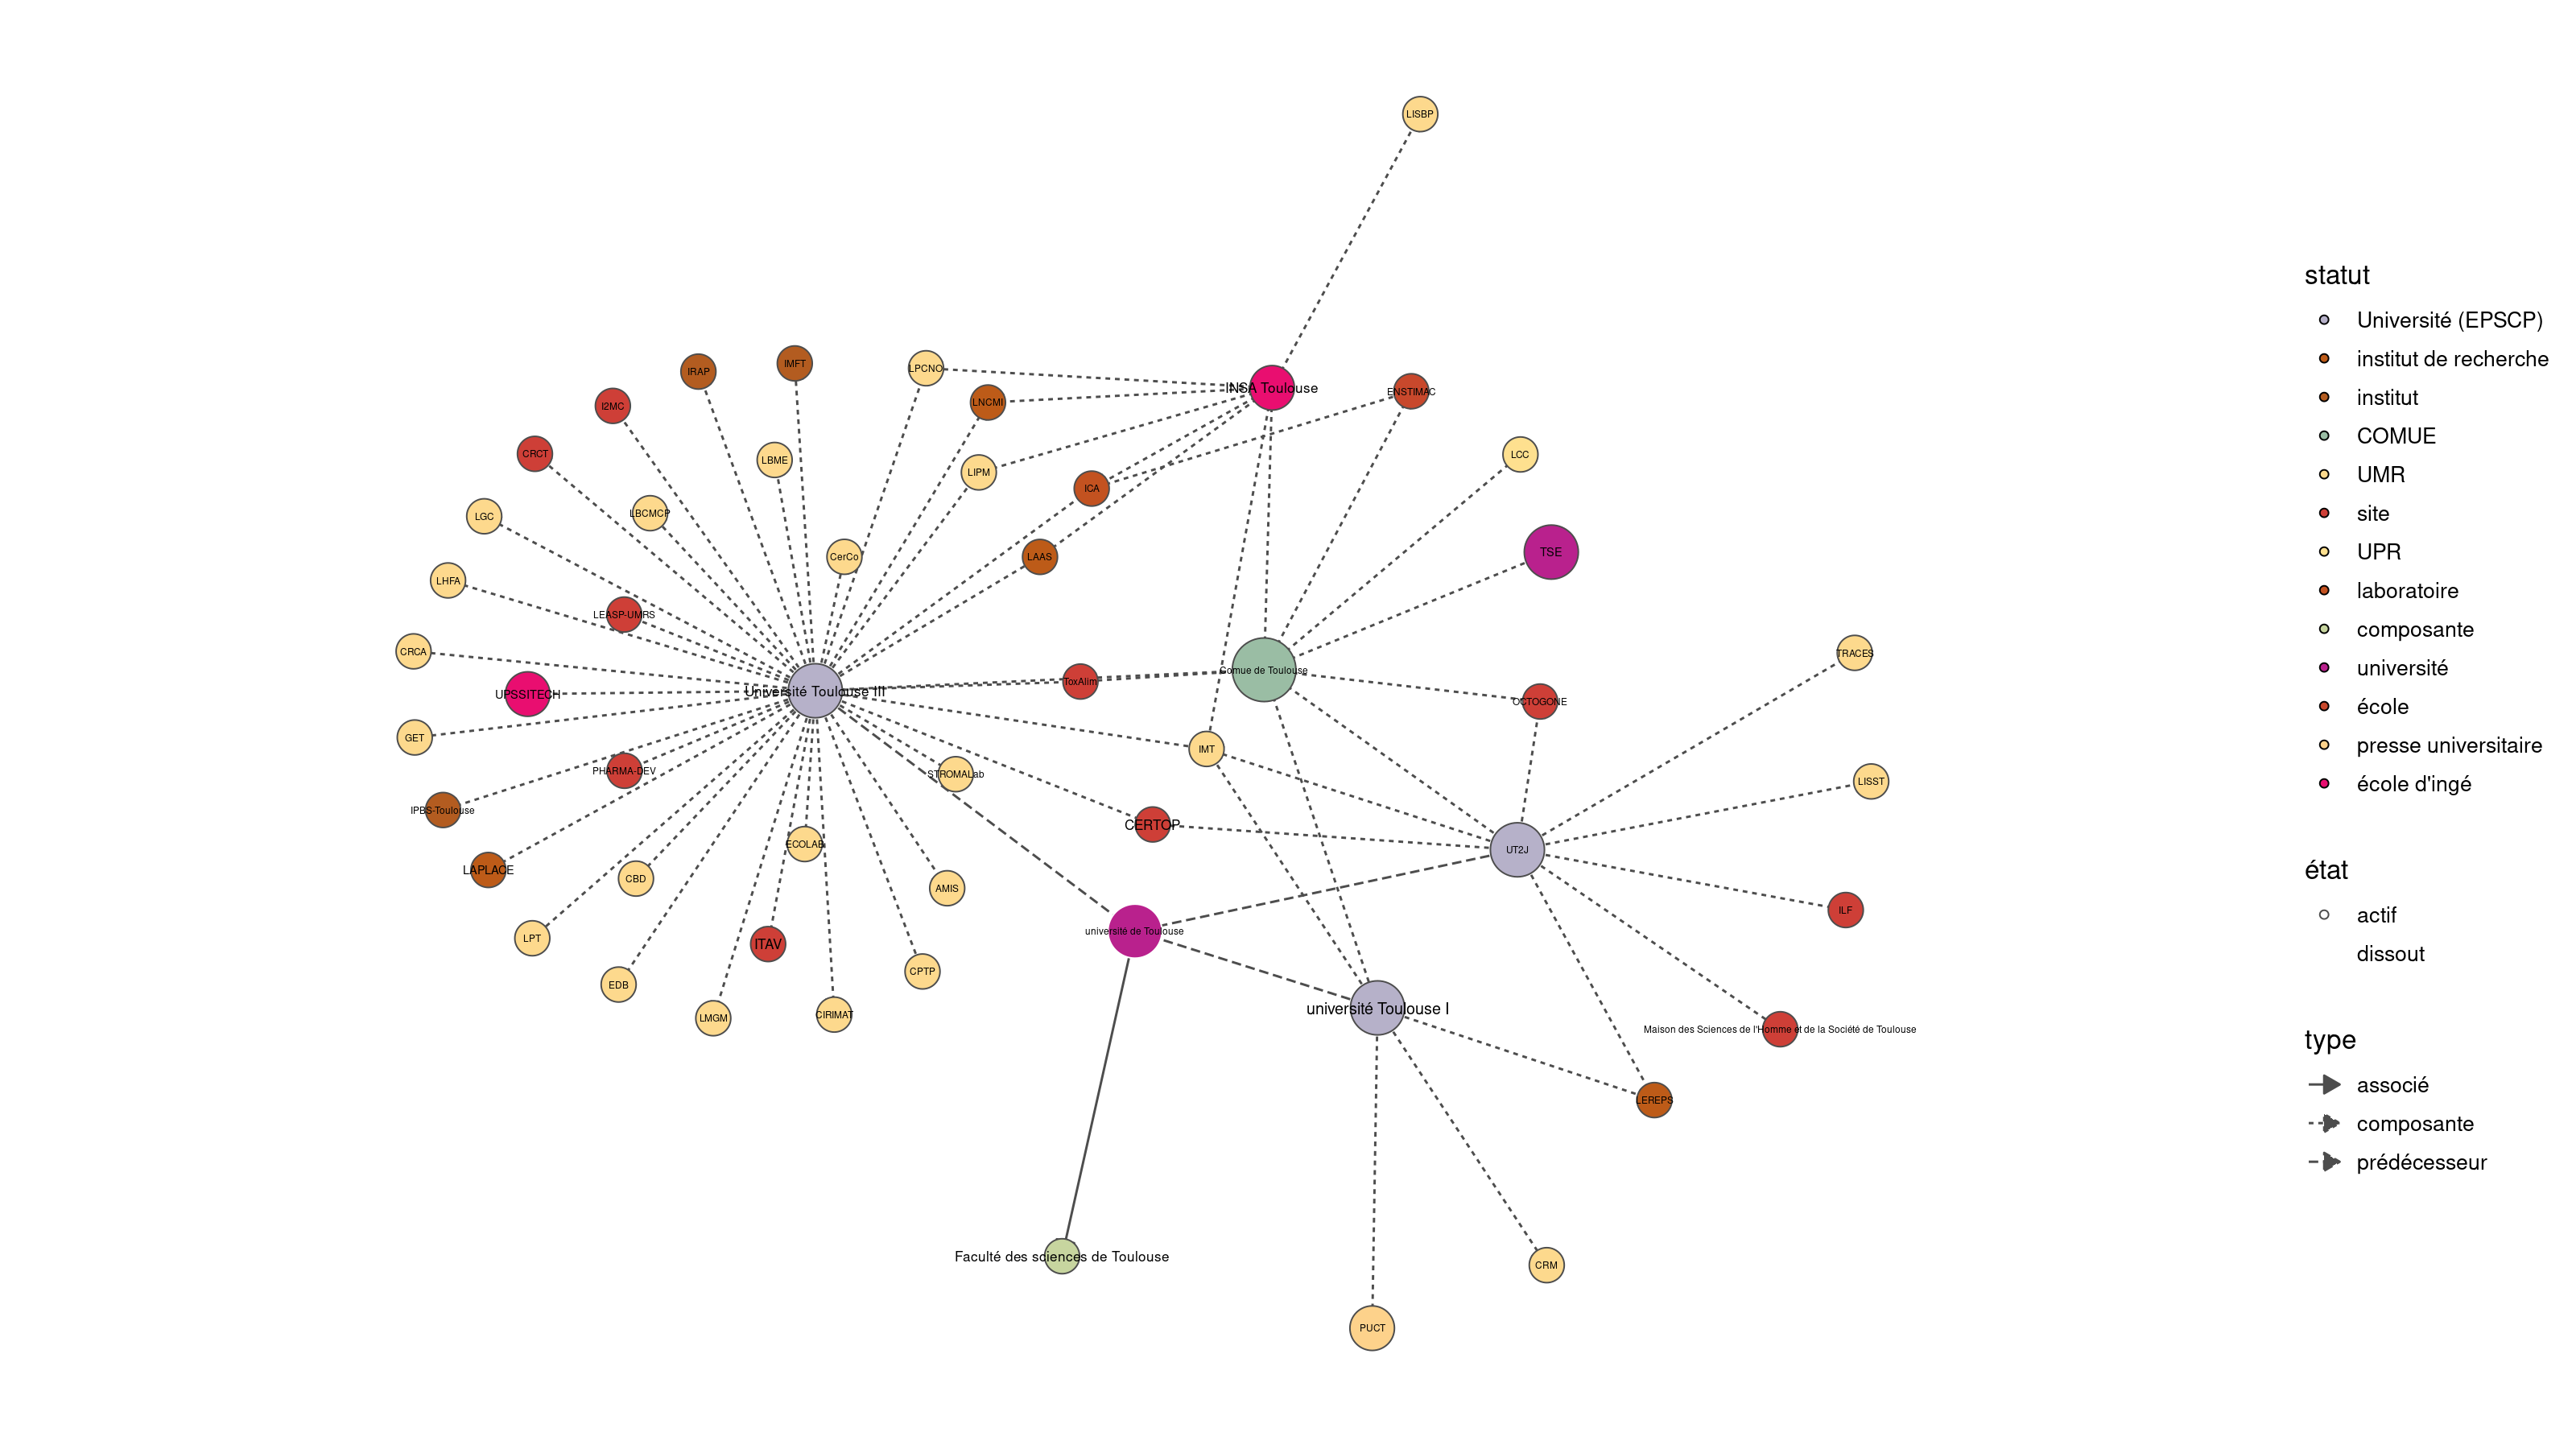 LISBP
IRAP
IMFT
LPCNO
INSA Toulouse
ENSTIMAC
I2MC
LNCMI
CRCT
LBME
LIPM
LCC
ICA
LGC
LBCMCP
TSE
CerCo
LAAS
LHFA
LEASP-UMRS
CRCA
TRACES
Comue de Toulouse
ToxAlim
UPSSITECH
Université Toulouse III
OCTOGONE
GET
IMT
PHARMA-DEV
STROMALab
LISST
IPBS-Toulouse
CERTOP
ECOLAB
UT2J
LAPLACE
CBD
AMIS
ILF
LPT
ITAV
université de Toulouse
CPTP
EDB
LMGM
CIRIMAT
université Toulouse I
Maison des Sciences de l'Homme et de la Société de Toulouse
LEREPS
Faculté des sciences de Toulouse
CRM
PUCT
statut
Université (EPSCP)
institut de recherche
institut
COMUE
UMR
site
UPR
laboratoire
composante
université
école
presse universitaire
école d'ingé
état
actif
dissout
type
associé
composante
prédécesseur